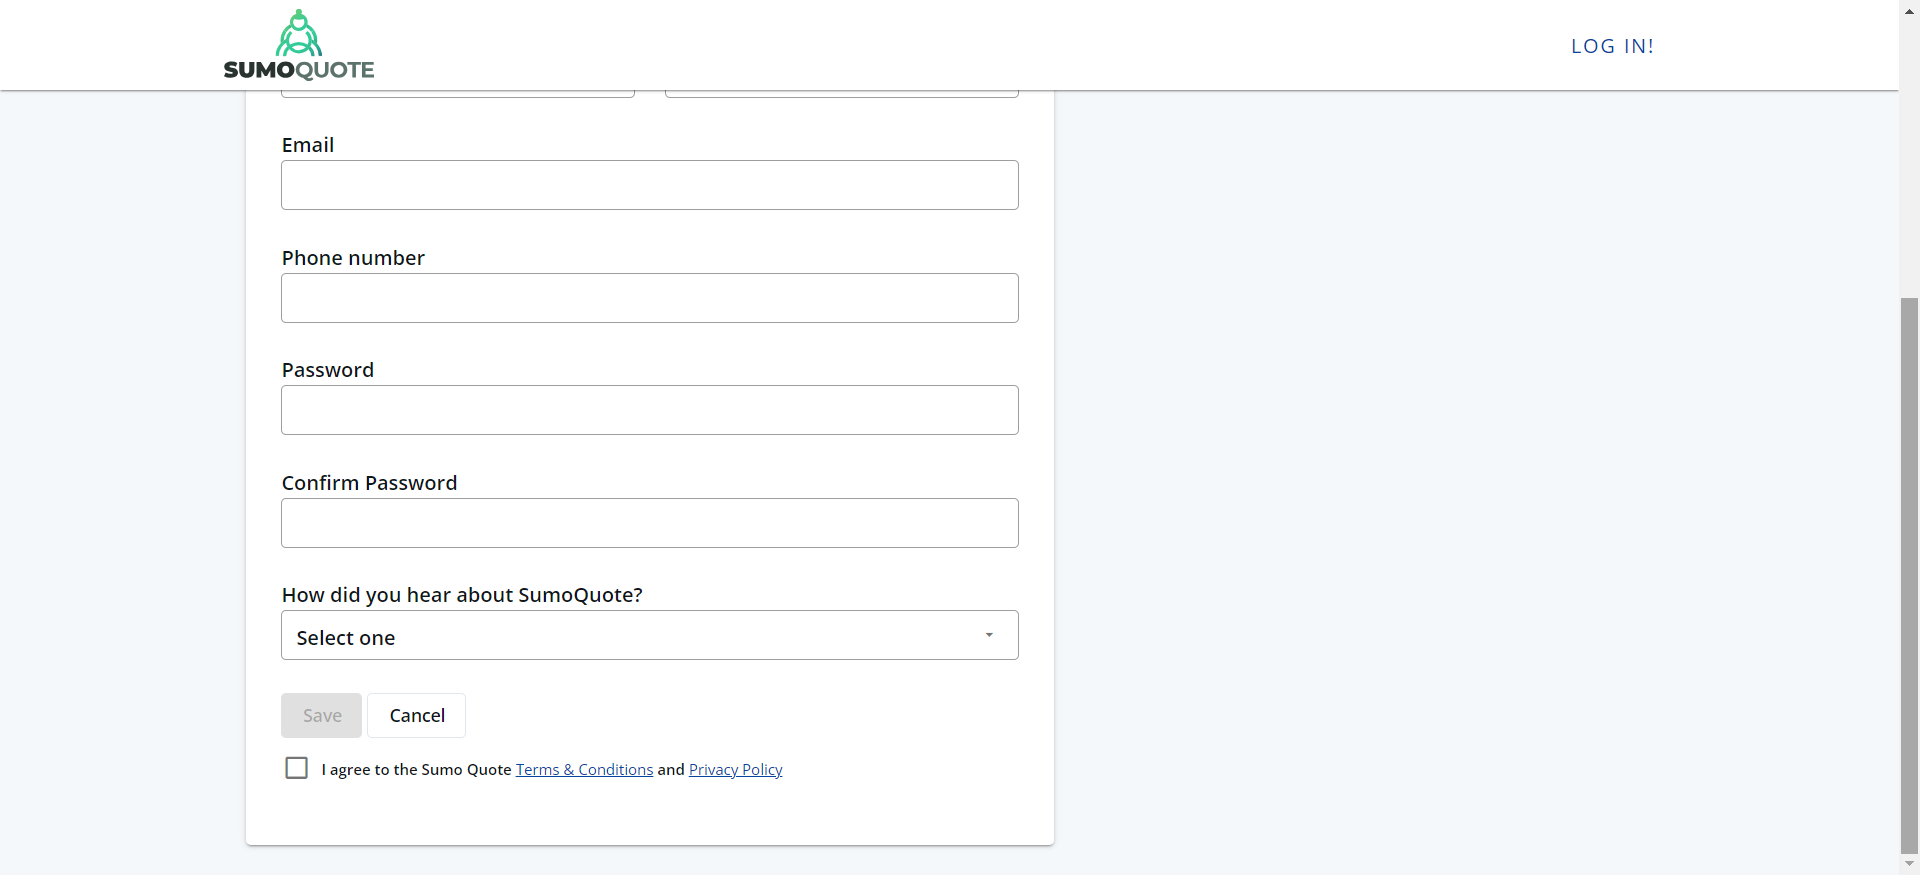 SUMOQUOTE
LOG IN!
Email
Phone number
Password
Confirm Password
How did you hear about SumoQuote?
Select one
Save Cancel
I agree to the Sumo Quote Terms & Conditions and Privacy Policy